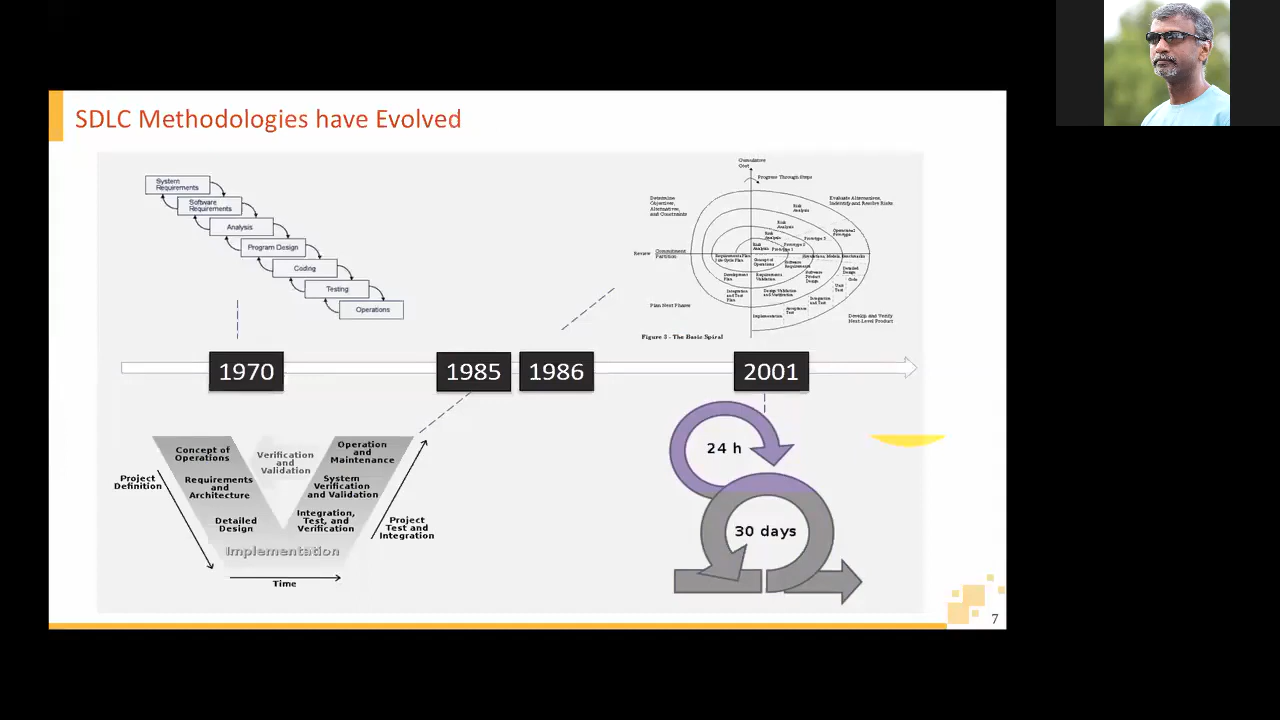 SDLC Methodologies have Evolved
System
Requirements
Software
Requirements
Analysis
Program Design
Coding
Testing
Operations
Cumulative
Cost
Progress Through Steps
Determine
Objectives,
Alternatives,
and Constraints
Evaluate Alternatives,
Indentify and Resolve Risks
Risk
Analysis
Risk
Analysis
Risk
Analysis
Risk
Analysis
Operational
Prototype
Prototype 3
Prototype 2
Prototype 1
Review
Commitment
Partition
Requirements Plan
Life Cycle Plan
Concept of
Operations
Simulations, Models, Benchmarks
Software
Requirements
Software
Product
Design
Detailed
Design
Code
Unit
Test
Development
Plan
Requirements
Validation
Integration
and Test
Plan
Design Validation
and Verification
Integration
and Test
Acceptance
Test
Implementation
Plan Next Phases
Develop and Verify
Next-Level Product
Figure 3 - The Basic Spiral
1970
1985
1986
2001
Concept of
Operations
Requirements
and
Architecture
Detailed
Design
Project
Definition
Verification
and
Validation
Operation
and
Maintenance
System
Verification
and Validation
Integration,
Test, and
Verification
Project
Test and
Integration
Implementation
Time
24 h
30 days
7